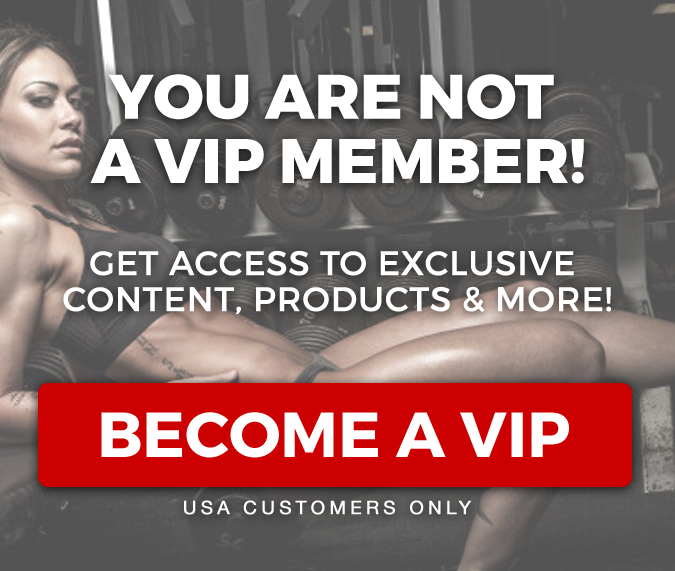 YOU ARE NOT
A VIP MEMBER!
GET ACCESS TO EXCLUSIVE
CONTENT, PRODUCTS & MORE!
BECOME A VIP
USA CUSTOMERS ONLY